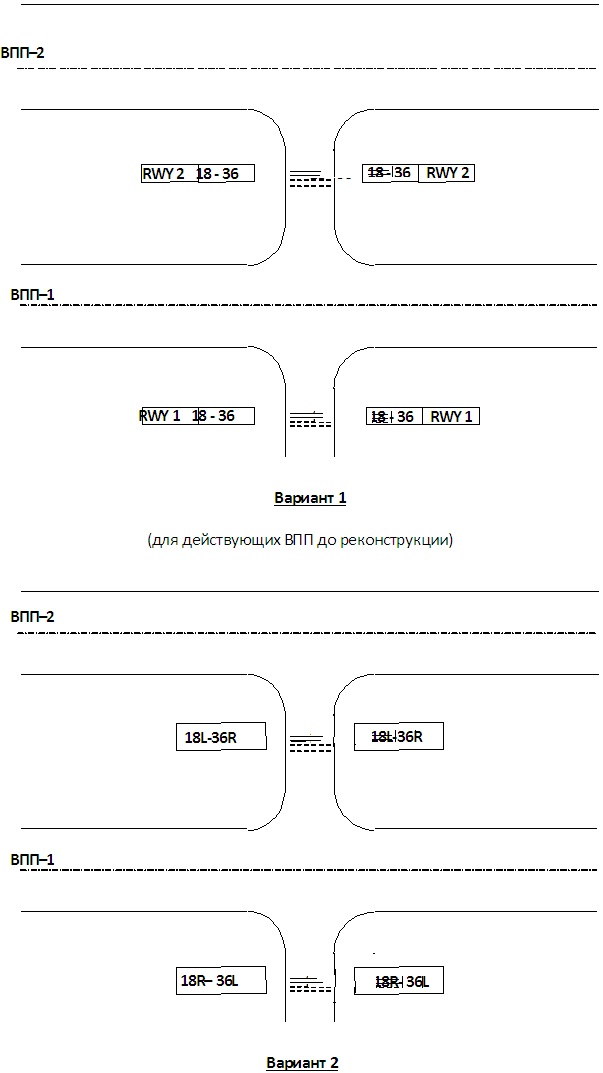 ВПП–2
RWY 2 18 - 36 18 - 36 RWY 2
ВПП–1
RWY 1 18 - 36 18 - 36 RWY 1
Вариант 1
(для действующих ВПП до реконструкции)
ВПП–2
18L-36R 18L-36R
ВПП–1
18R– 36L 18R- 36L
Вариант 2